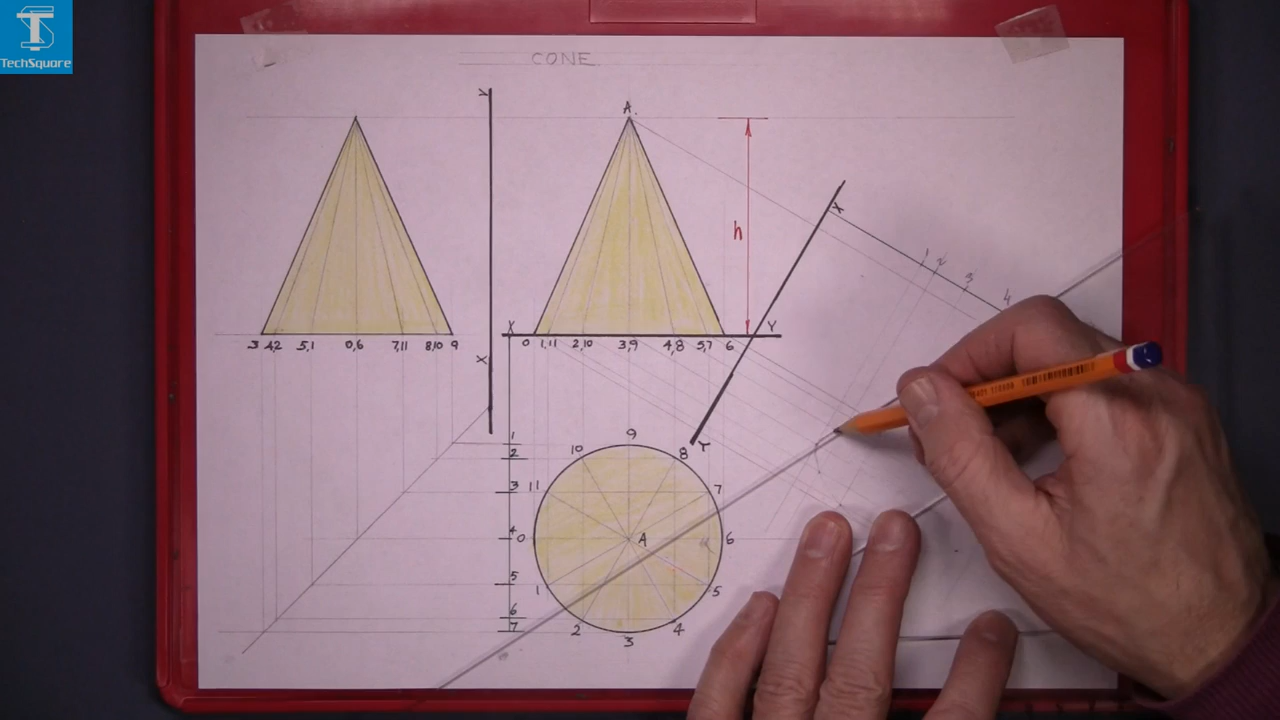 TS
TechSquare
CONE.
Y
A.
h
X
1 2 3 4
X Y
3 4,2 5,1 0,6 7,11 8,10 9
0 1,11 2,10 3,9 4,8 5,7 6
X
Y
1
2
3
4
5
6
7
9
10 8
11 7
0 A 6
1 5
2 4
3